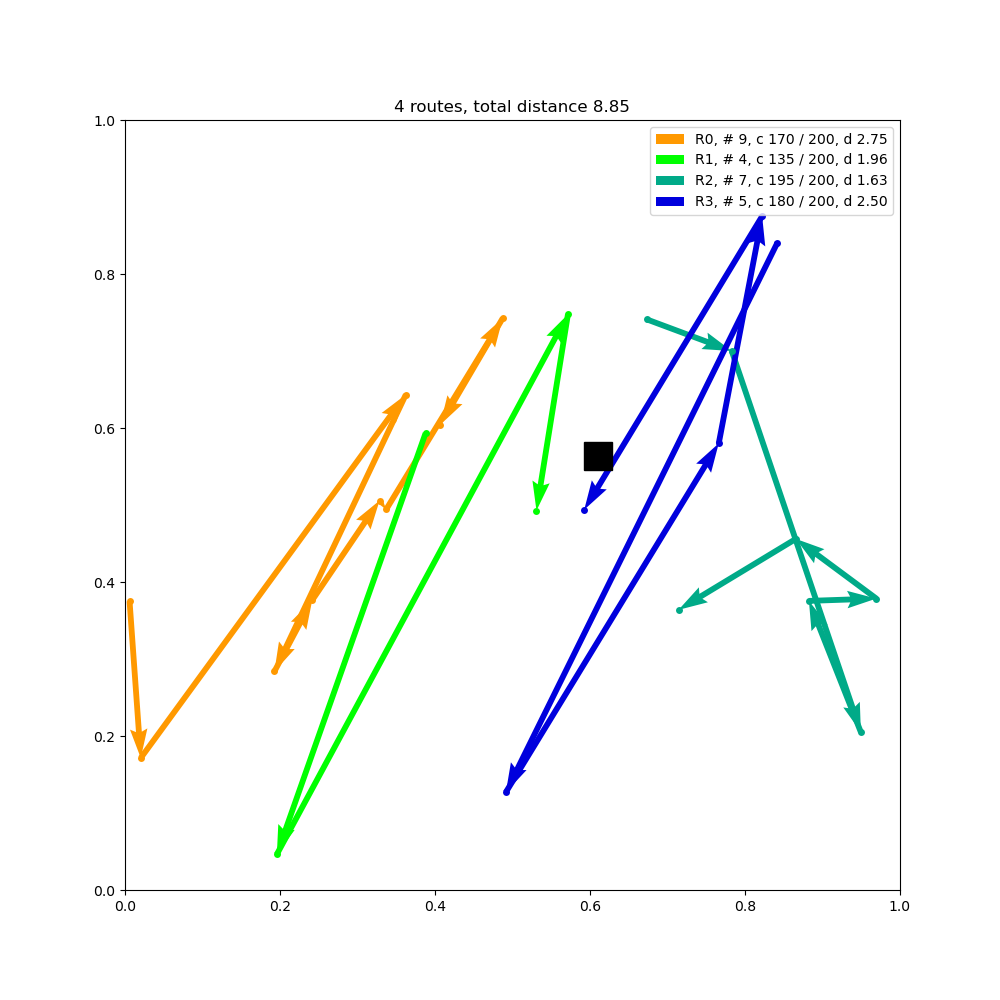 4 routes, total distance 8.85
R0, # 9, c 170 / 200, d 2.75
R1, # 4, c 135 / 200, d 1.96
R2, # 7, c 195 / 200, d 1.63
R3, # 5, c 180 / 200, d 2.50
1.0
0.8
0.6
0.4
0.2
0.0
0.0 0.2 0.4 0.6 0.8 1.0